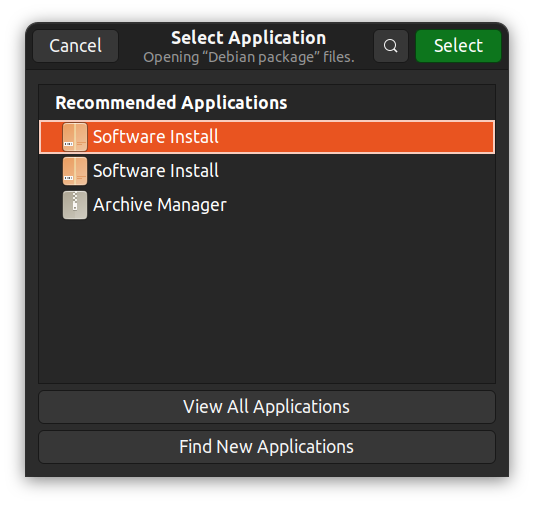 Cancel
Select Application
Opening “Debian package” files.
Select
Recommended Applications
Software Install
Software Install
Archive Manager
View All Applications
Find New Applications